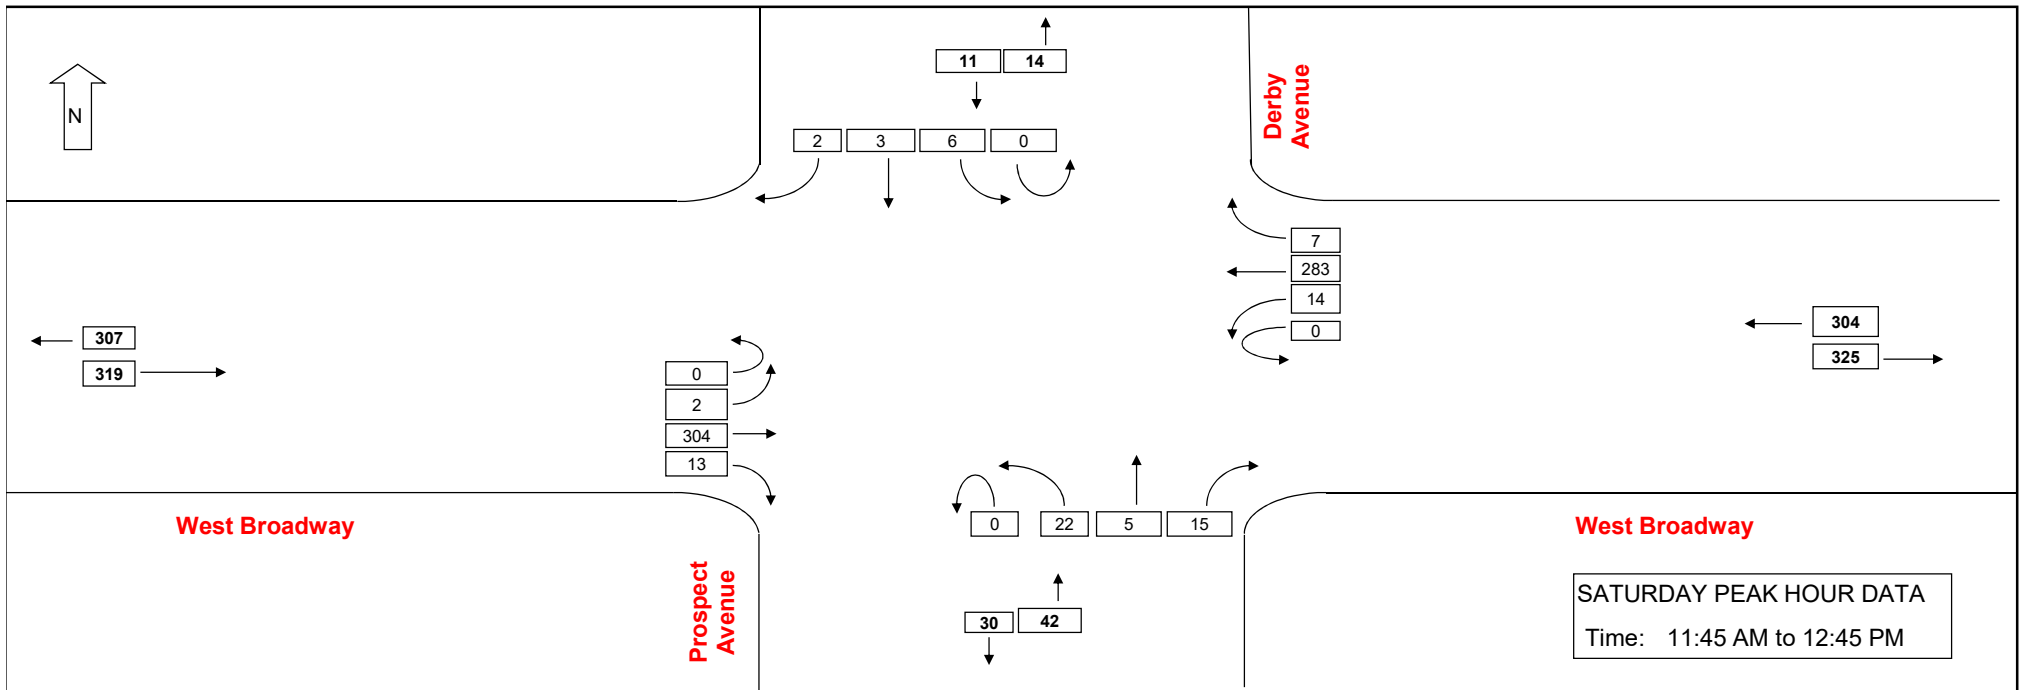 11 14
N
Derby
Avenue
2 3 6 0
7
283
14
0
307
319
304
325
0
2
304
13
0 22 5 15
West Broadway
West Broadway
Prospect
Avenue
30 42
SATURDAY PEAK HOUR DATA
Time: 11:45 AM to 12:45 PM